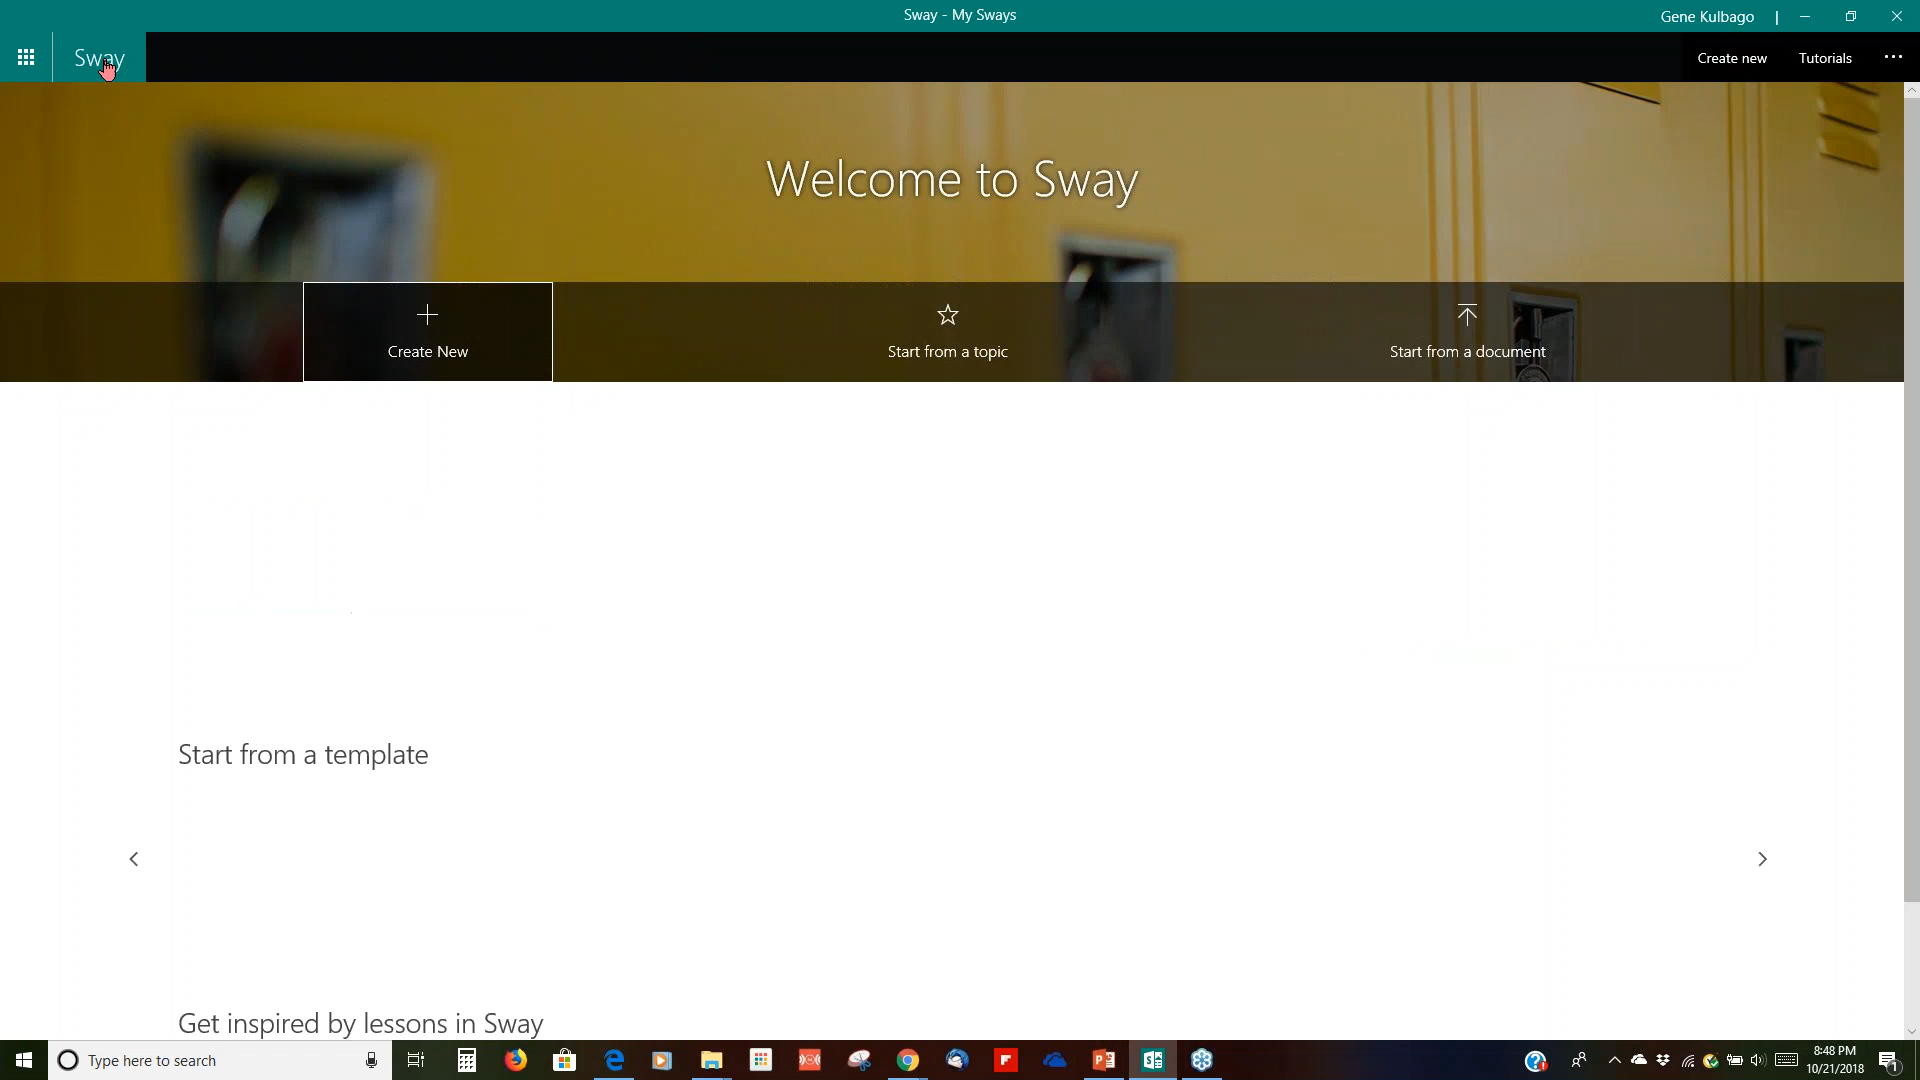 Sway - My Sways
Gene Kulbago
Sway
Create new
Tutorials
Welcome to Sway
Create New
Start from a topic
Start from a document
Start from a template
Get inspired by lessons in Sway
Type here to search
8:48 PM
10/21/2018
1